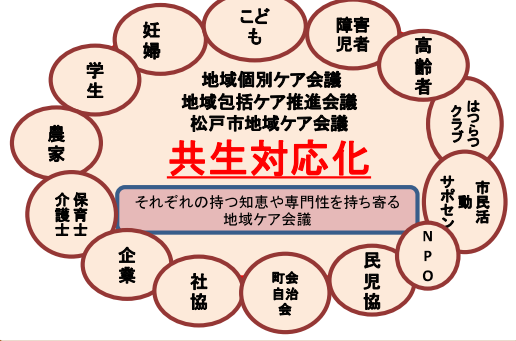 こど
も
妊
婦
障害
児者
学
生
高
齢
者
地域個別ケア会議
地域包括ケア推進会議
松戸市地域ケア会議
農
家
はつらつ
クラブ
共生対応化
保育士
介護士
それぞれの持つ知恵や専門性を持ち寄る
地域ケア会議
市民活
動
サポセン
NPO
企
業
社
協
町会
自治
会
民
児
協